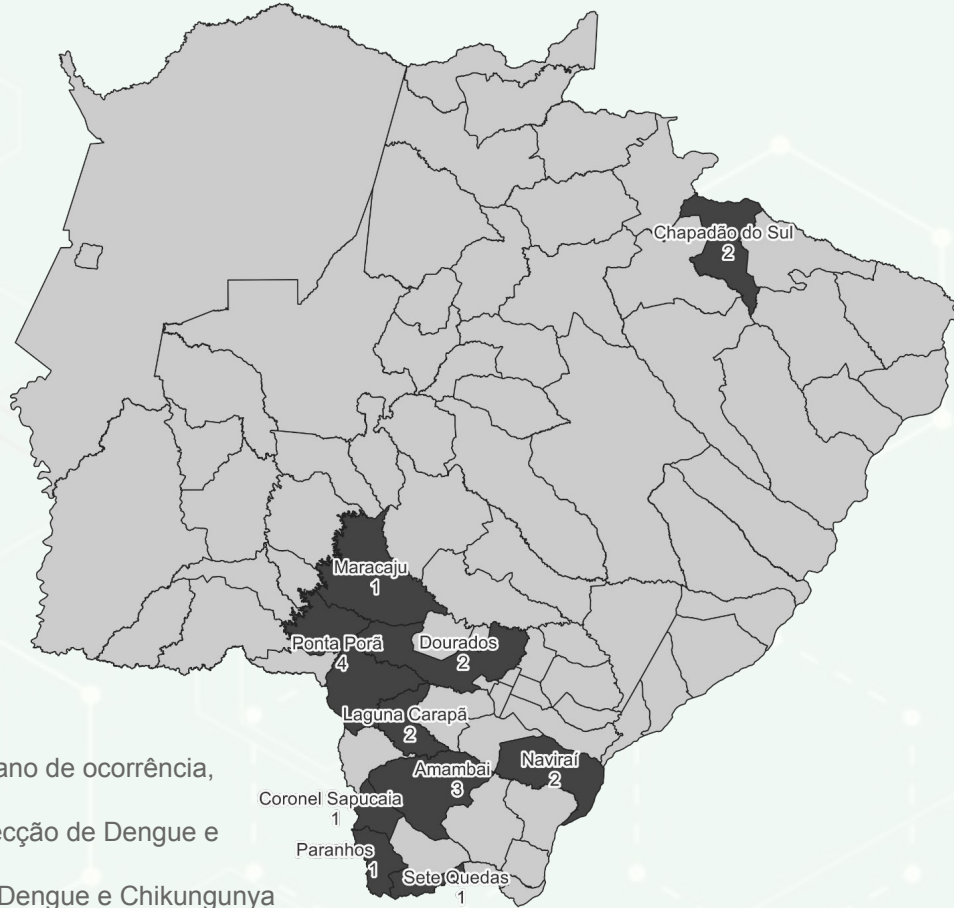 Chapadão do Sul
2
Maracaju
1
Ponta Porã
4
Dourados
2
Laguna Carapã
2
Amambai
3
Naviraí
2
Coronel Sapucaia
1
Paranhos
1
Sete Quedas
1
ano de ocorrência,
ecção de Dengue e
Dengue e Chikungunya